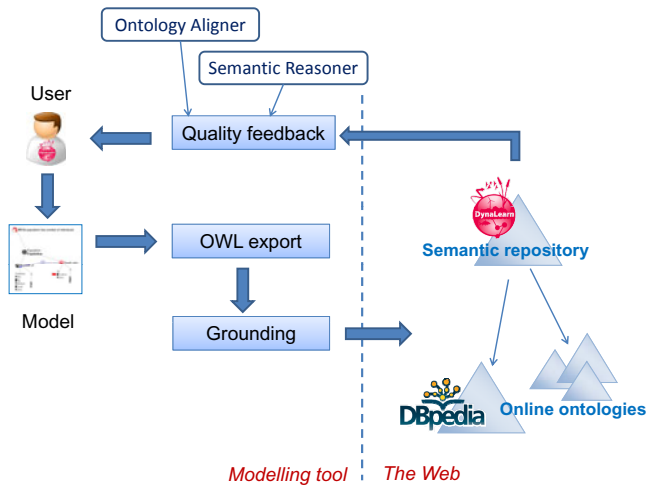 Ontology Aligner
Semantic Reasoner
User
Quality feedback
DynaLearn
Semantic repository
OWL export
Model
Grounding
DBpedia
Online ontologies
Modelling tool
The Web